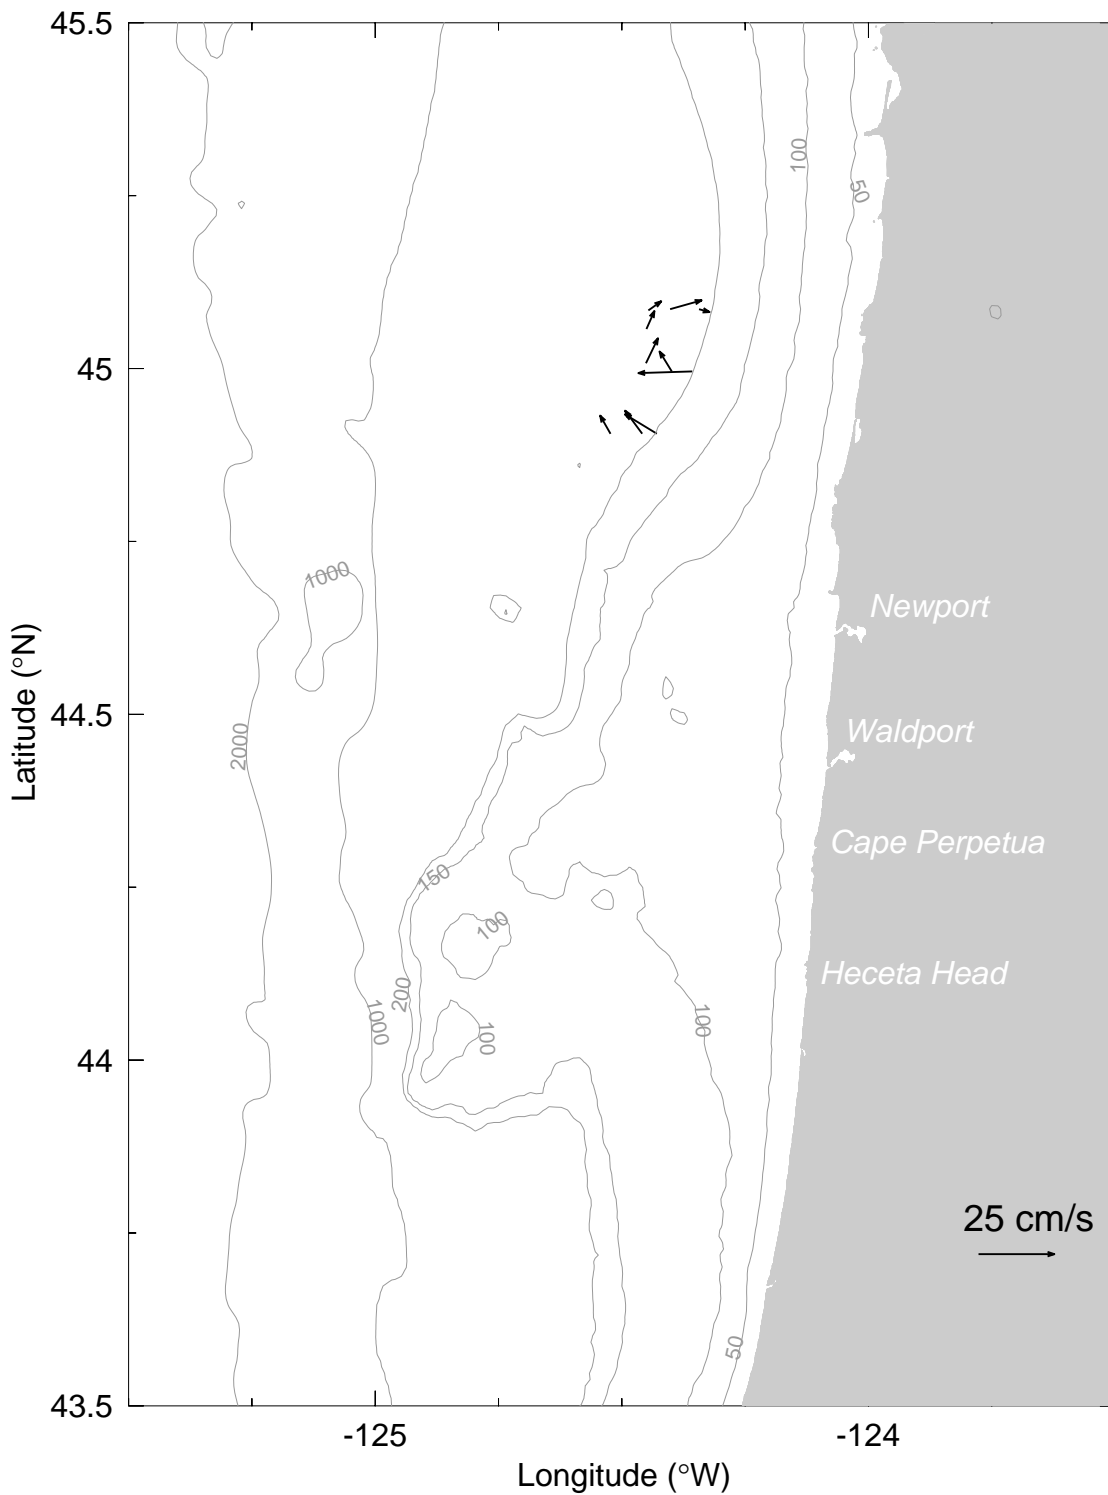 45.5
100
50
45
1000
Newport
Latitude (°N)
44.5
2000
Waldport
Cape Perpetua
150
100
Heceta Head
200
1000
100
100
44
25 cm/s
50
43.5
-125
-124
Longitude (°W)